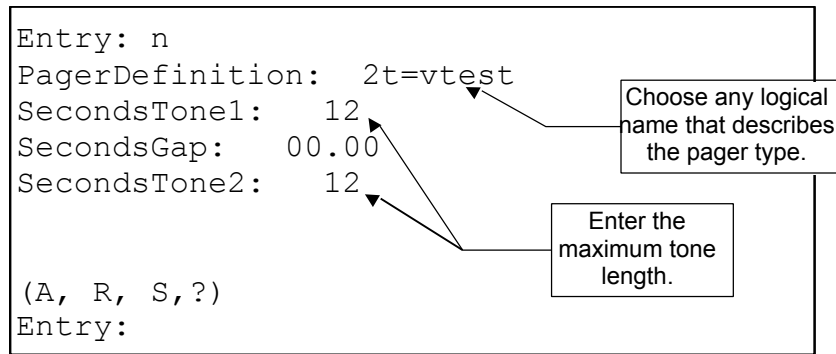 Entry: n
PagerDefinition: 2t=vtest
SecondsTone1: 12
SecondsGap: 00.00
SecondsTone2: 12
(A, R, S,?)
Entry:
Choose any logical
name that describes
the pager type.
Enter the
maximum tone
length.